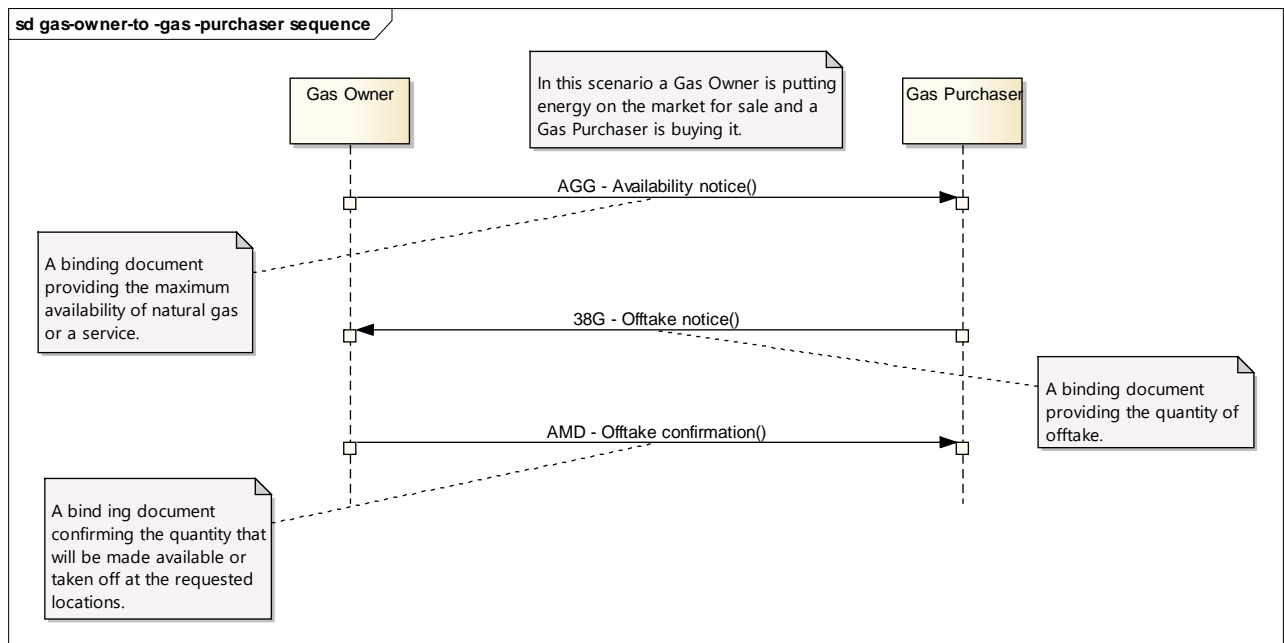 sd gas-owner-to -gas -purchaser sequence
Gas Owner
In this scenario a Gas Owner is putting
energy on the market for sale and a
Gas Purchaser is buying it.
Gas Purchaser
AGG - Availability notice()
A binding document
providing the maximum
availability of natural gas
or a service.
38G - Offtake notice()
A binding document
providing the quantity of
offtake.
AMD - Offtake confirmation()
A bind ing document
confirming the quantity that
will be made available or
taken off at the requested
locations.